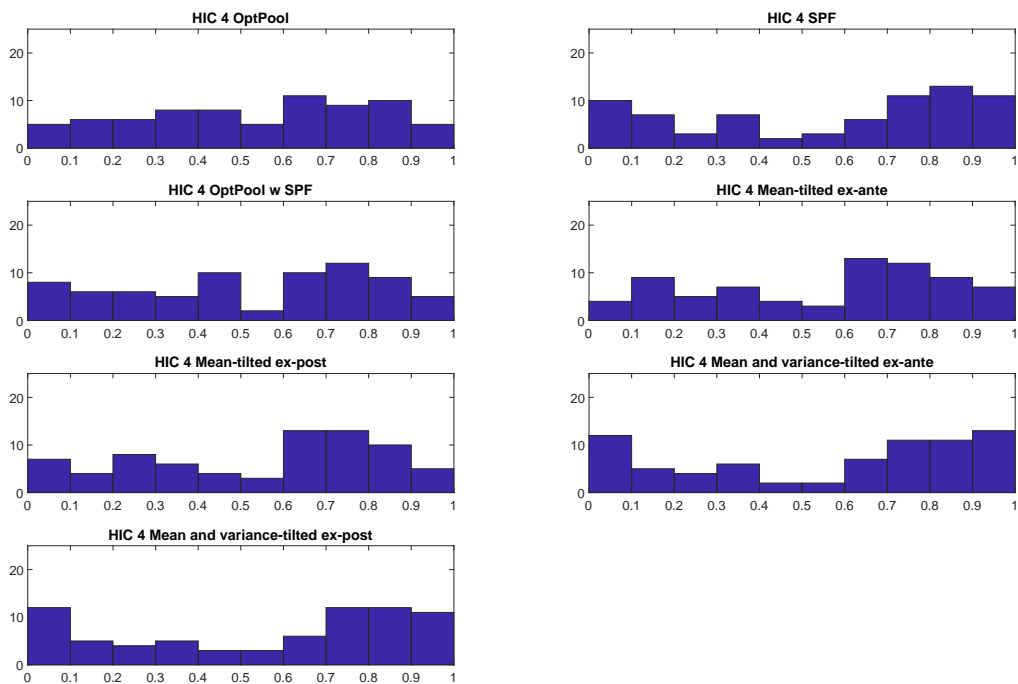 HIC 4 OptPool
20
10
0
0 0.1 0.2 0.3 0.4 0.5 0.6 0.7 0.8 0.9 1
HIC 4 SPF
20
10
0
0 0.1 0.2 0.3 0.4 0.5 0.6 0.7 0.8 0.9 1
HIC 4 OptPool w SPF
20
10
0
0 0.1 0.2 0.3 0.4 0.5 0.6 0.7 0.8 0.9 1
HIC 4 Mean-tilted ex-ante
20
10
0
0 0.1 0.2 0.3 0.4 0.5 0.6 0.7 0.8 0.9 1
HIC 4 Mean-tilted ex-post
20
10
0
0 0.1 0.2 0.3 0.4 0.5 0.6 0.7 0.8 0.9 1
HIC 4 Mean and variance-tilted ex-ante
20
10
0
0 0.1 0.2 0.3 0.4 0.5 0.6 0.7 0.8 0.9 1
HIC 4 Mean and variance-tilted ex-post
20
10
0
0 0.1 0.2 0.3 0.4 0.5 0.6 0.7 0.8 0.9 1